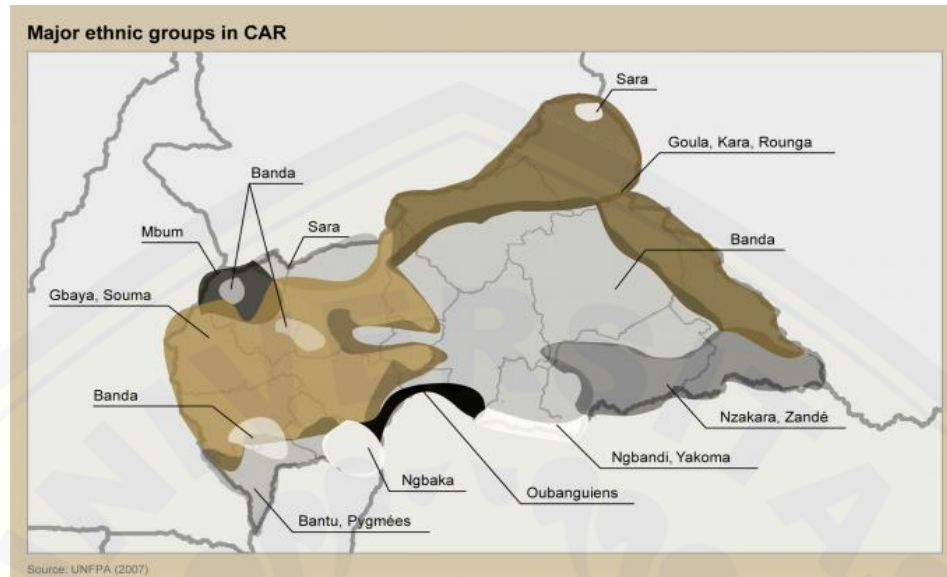 Major ethnic groups in CAR
Sara
Goula, Kara, Rounga
Banda
Mbum
Sara
Banda
Gbaya, Souma
Banda
Nzakara, Zandé
Ngbandi, Yakoma
Ngbaka
Oubanguiens
Bantu, Pygmées
Source: UNFPA (2007)